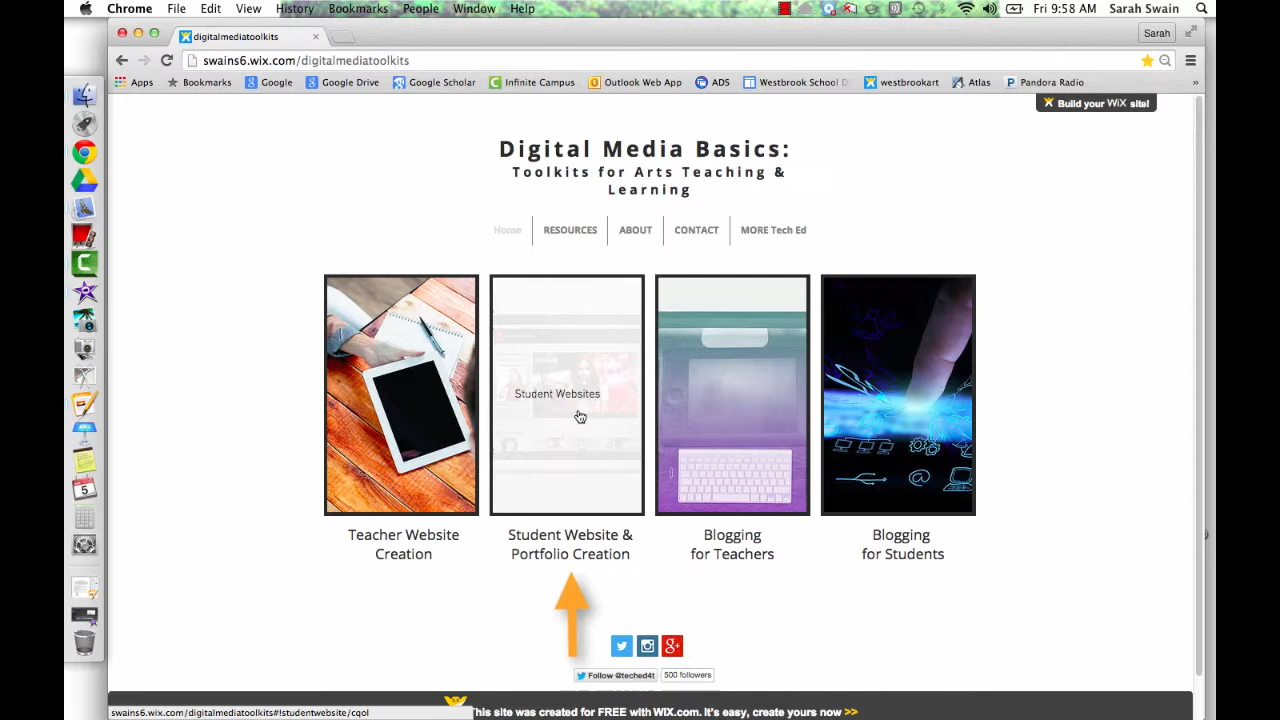 Chrome File Edit View History Bookmarks People Window Help Fri 9:58 AM Sarah Swain
digitalmediatoolkits Sarah
swains6.wix.com/digitalmediatoolkits
Apps Bookmarks Google Google Drive Google Scholar Infinite Campus Outlook Web App ADS Westbrook School westbrookart Atlas Pandora Radio »
Build your WiX site!
Digital Media Basics:
Toolkits for Arts Teaching &
Learning
Home RESOURCES ABOUT CONTACT MORE Tech Ed
Student Websites
Teacher Website
Creation
Student Website &
Portfolio Creation
Blogging
for Teachers
Blogging
for Students
Follow @teched4t 500 followers
This site was created for FREE with WiX.com. It's easy, create yours now >>
swains6.wix.com/digitalmediatoolkits#!studentwebsite/cqol